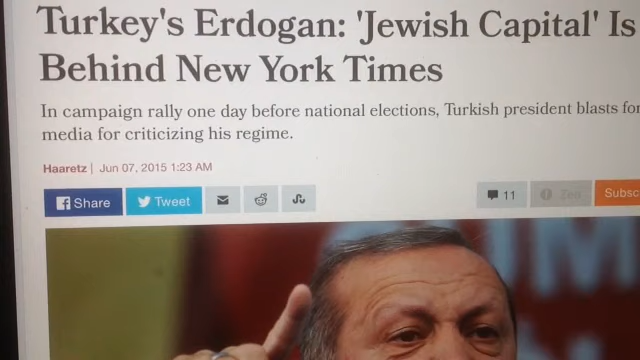 Turkey's Erdogan: 'Jewish Capital' Is
Behind New York Times
In campaign rally one day before national elections, Turkish president blasts for
media for criticizing his regime.
Haaretz | Jun 07, 2015 1:23 AM
Share
Tweet
11
Zen
Subsc